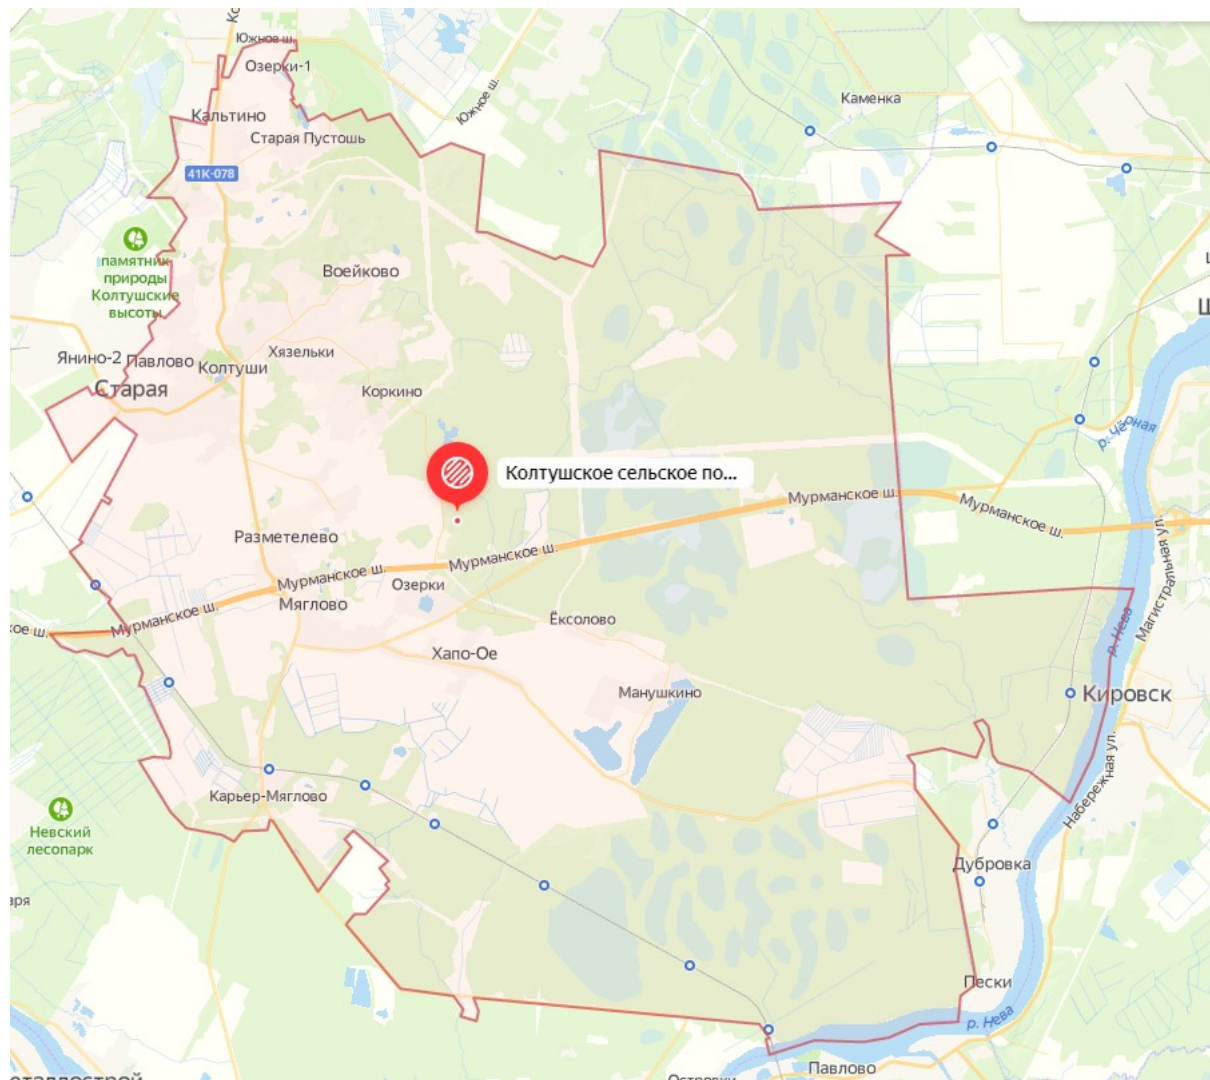 Южное ш.
Озерки-1
Каменка
Южное ш.
Кальтино
Старая Пустошь
41К-078
памятник
природы
Колтушские
высоты
Воейково
Янино-2
Павлово
Колтуши
Хязельки
Старая
Коркино
р. Чёрная
Колтушское сельское по...
Мурманское ш.
Мурманское ш.
Магистральная ул.
Разметелево
Мурманское ш.
Мурманское ш.
Озерки
Мяглово
Мурманское ш.
кое ш.
Ёксолово
р. Нева
Хапо-Ое
Манушкино
Кировск
Набережная ул.
Карьер-Мяглово
Невский
лесопарк
Дубровка
Пески
р. Нева
Павлово